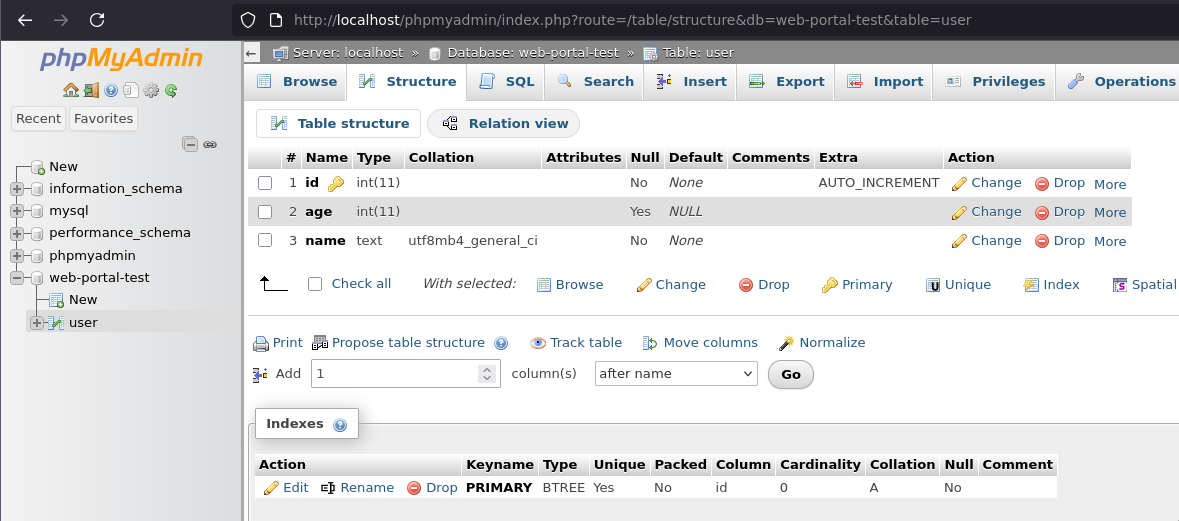 http://localhost/phpmyadmin/index.php?route=/table/structure&db=web-portal-test&table=user
phpMyAdmin
Recent Favorites
New
information_schema
mysql
performance_schema
phpmyadmin
web-portal-test
New
user
Server: localhost » Database: web-portal-test » Table: user
Browse Structure SQL Search Insert Export Import Privileges Operations
Table structure Relation view
# Name Type Collation Attributes Null Default Comments Extra Action
1 id int(11) No None AUTO_INCREMENT Change Drop More
2 age int(11) Yes NULL Change Drop More
3 name text utf8mb4_general_ci No None Change Drop More
Check all With selected: Browse Change Drop Primary Unique Index Spatial
Print Propose table structure Track table Move columns Normalize
Add 1 column(s) after name Go
Indexes
Action Keyname Type Unique Packed Column Cardinality Collation Null Comment
Edit Rename Drop PRIMARY BTREE Yes No id 0 A No